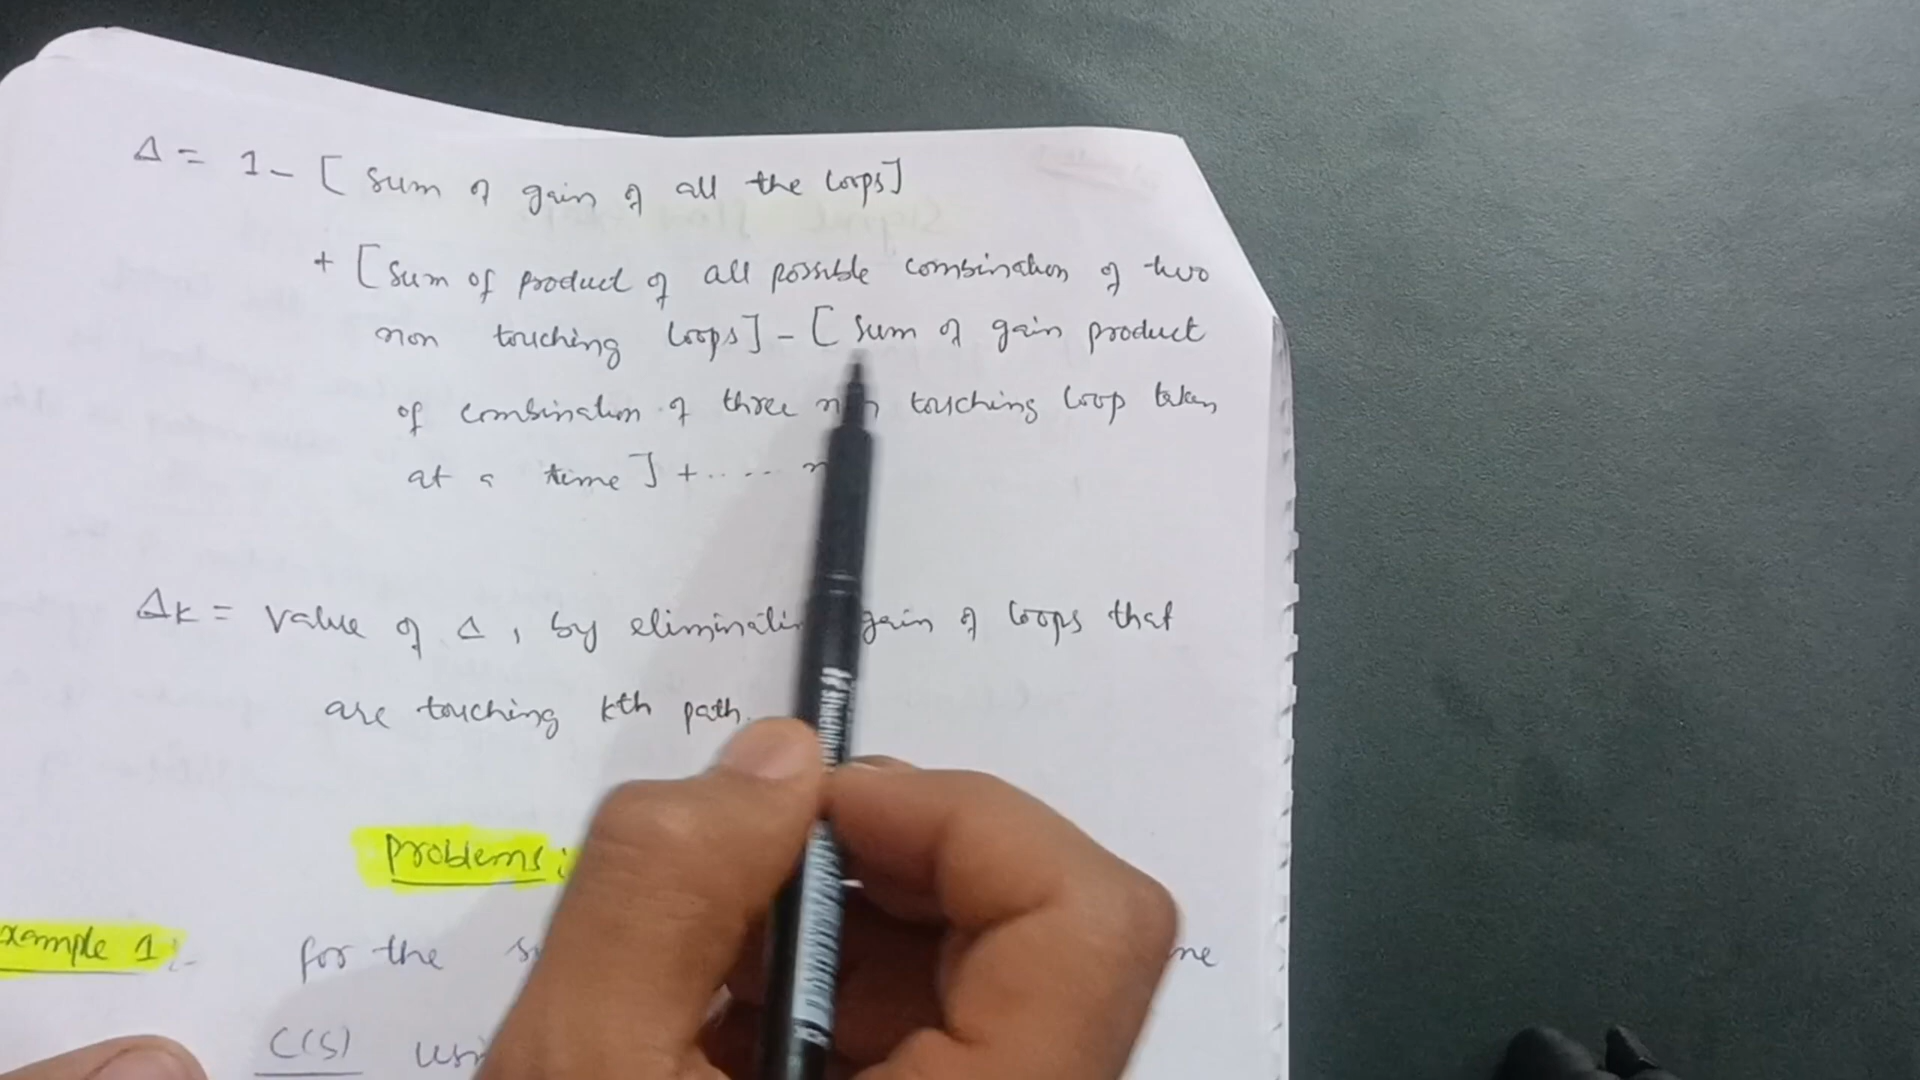 Δ = 1 - [ sum of gain of all the loops]
+ [sum of product of all possible combination of two
non touching loops] - [ sum of gain product
of combination of three touching loop taken
at a time ] + ....
ΔK = value of Δ, by gain of loops that
are touching Kth path.
Problems:
xample 1:- for the
C(S)